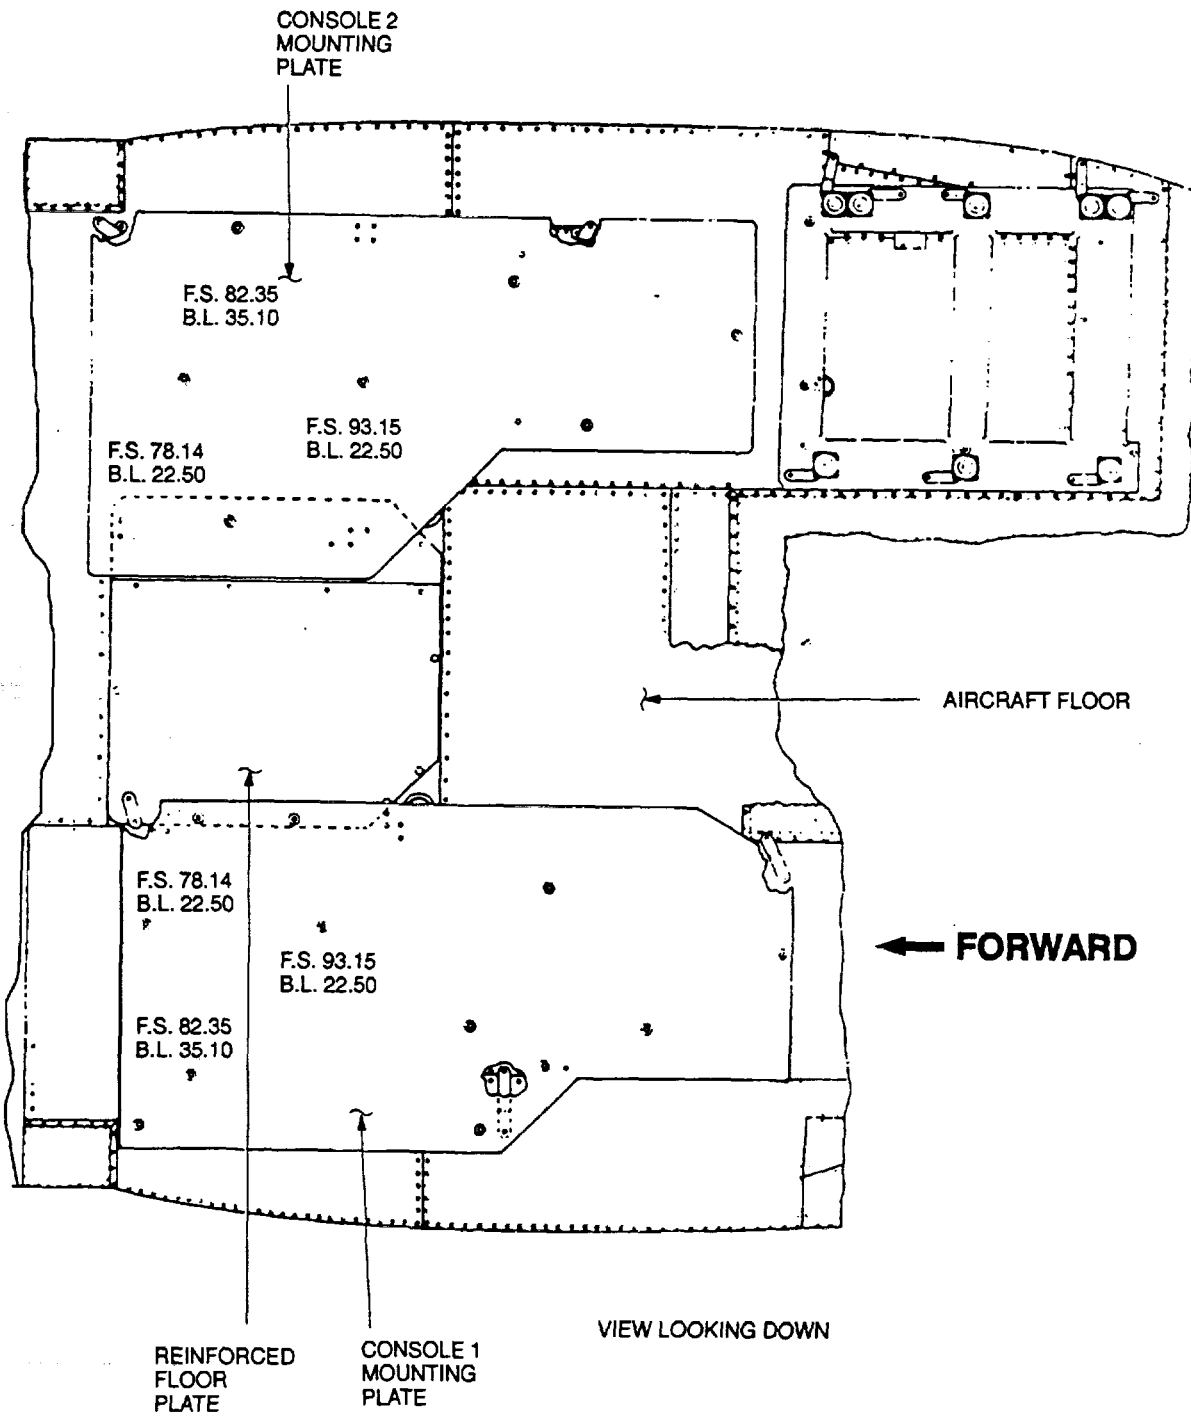 CONSOLE 2
MOUNTING
PLATE
F.S. 82.35
B.L. 35.10
F.S. 93.15
B.L. 22.50
F.S. 78.14
B.L. 22.50
AIRCRAFT FLOOR
F.S. 78.14
B.L. 22.50
FORWARD
F.S. 93.15
B.L. 22.50
F.S. 82.35
B.L. 35.10
VIEW LOOKING DOWN
REINFORCED
FLOOR
PLATE
CONSOLE 1
MOUNTING
PLATE